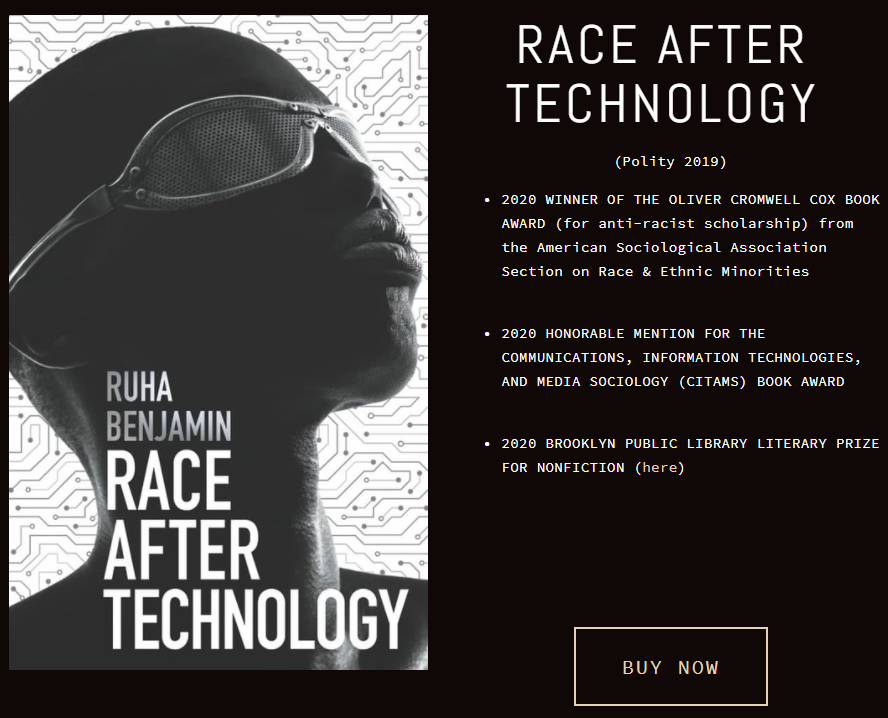 RUHA
BENJAMIN
RACE
AFTER
TECHNOLOGY
RACE AFTER
TECHNOLOGY
(Polity 2019)
• 2020 WINNER OF THE OLIVER CROMWELL COX BOOK
AWARD (for anti-racist scholarship) from
the American Sociological Association
Section on Race & Ethnic Minorities
• 2020 HONORABLE MENTION FOR THE
COMMUNICATIONS, INFORMATION TECHNOLOGIES,
AND MEDIA SOCIOLOGY (CITAMS) BOOK AWARD
• 2020 BROOKLYN PUBLIC LIBRARY LITERARY PRIZE
FOR NONFICTION (here)
BUY NOW